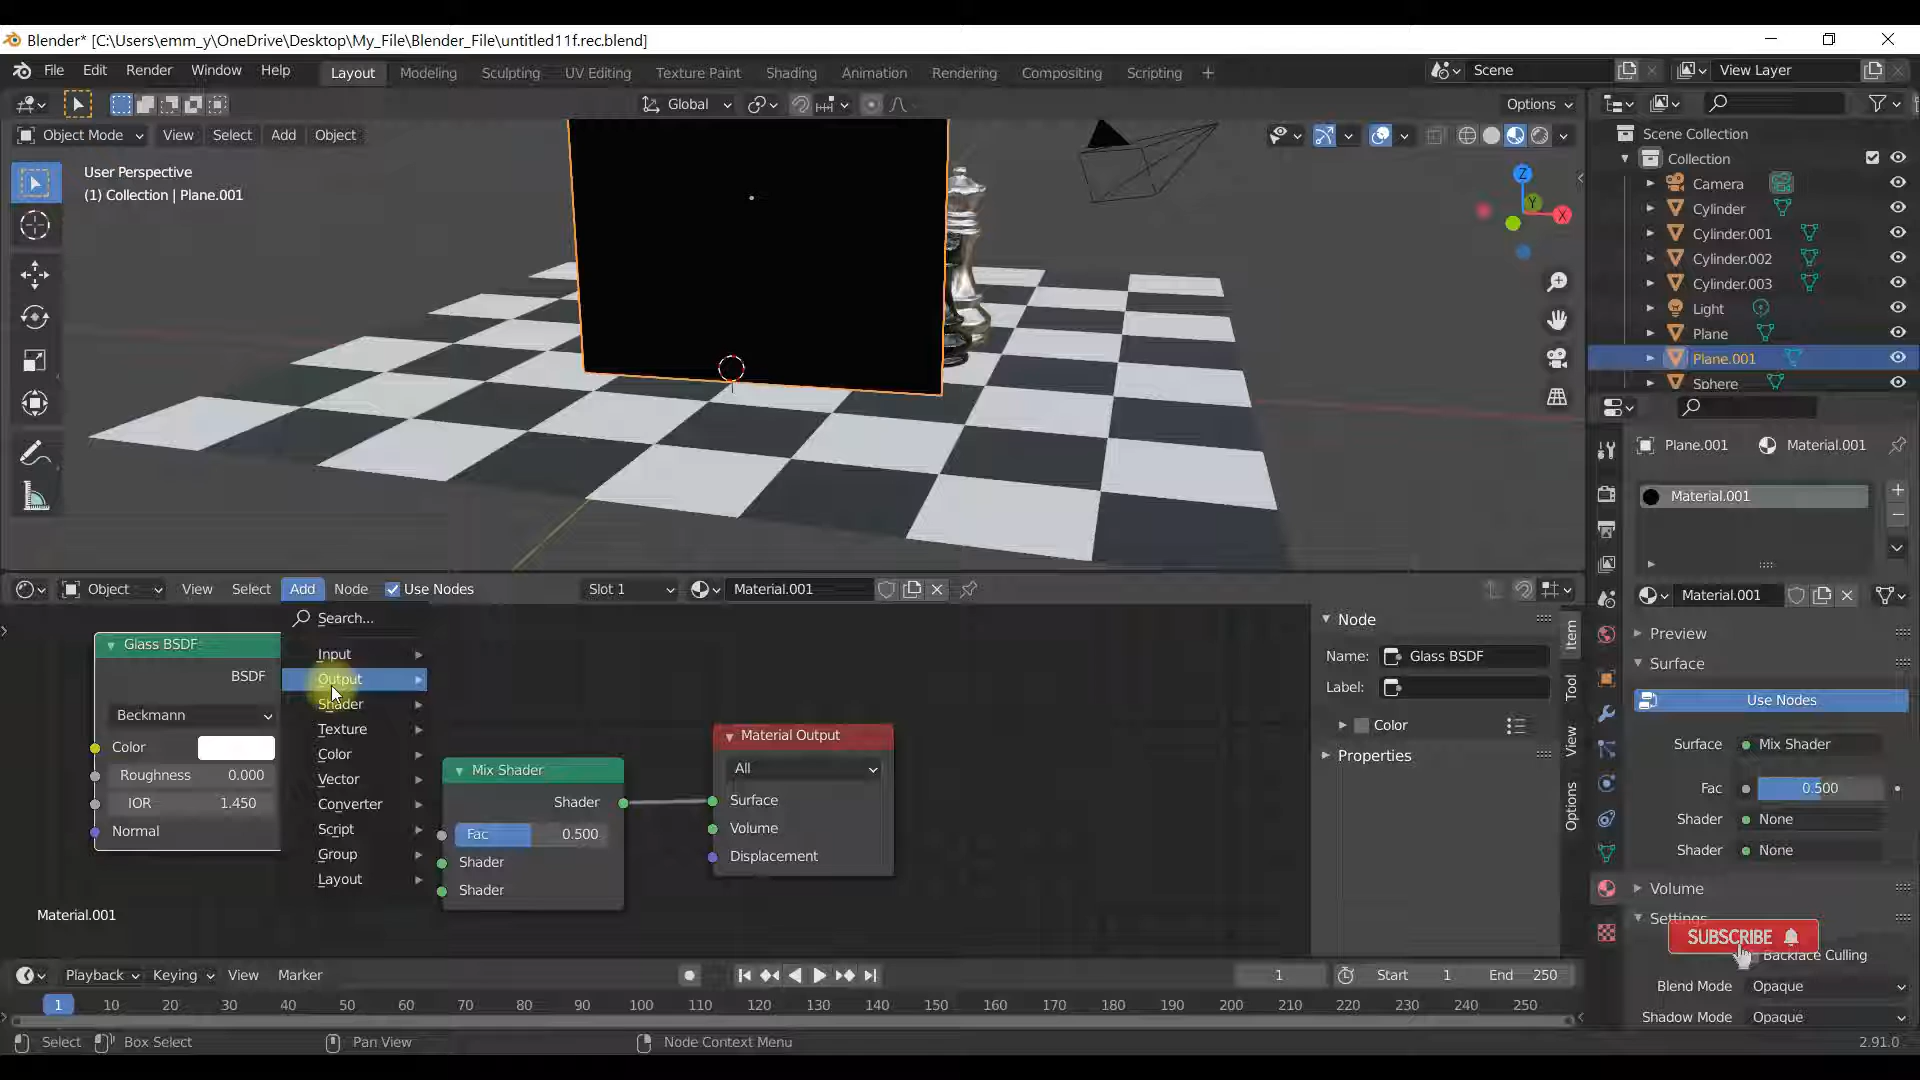 Blender* [C:\Users\emm_y\OneDrive\Desktop\My_File\Blender_File\untitled11f.rec.blend]
File Edit Render Window Help Layout Modeling Sculpting UV Editing Texture Paint Shading Animation Rendering Compositing Scripting + Scene View Layer
Global Options
Object Mode View Select Add Object
User Perspective
(1) Collection | Plane.001
Z
Y
X
Scene Collection
Collection
Camera
Cylinder
Cylinder.001
Cylinder.002
Cylinder.003
Light
Plane
Plane.001
Sphere
Plane.001 Material.001
Material.001
Material.001
Preview
Surface
Use Nodes
Surface Mix Shader
Fac 0.500
Shader None
Shader None
Volume
Settings
SUBSCRIBE
Backface Culling
Blend Mode Opaque
Shadow Mode Opaque
Object View Select Add Node Use Nodes Slot 1 Material.001
Glass BSDF
BSDF
Beckmann
Color
Roughness 0.000
IOR 1.450
Normal
Search...
Input
Output
Shader
Texture
Color
Vector
Converter
Script
Group
Layout
Mix Shader
Shader
Fac 0.500
Shader
Shader
Material Output
All
Surface
Volume
Displacement
Node
Name: Glass BSDF
Label:
Color
Properties
Item
Tool
View
Options
Material.001
Playback Keying View Marker 1 Start 1 End 250
1 10 20 30 40 50 60 70 80 90 100 110 120 130 140 150 160 170 180 190 200 210 220 230 240 250
Select Box Select Pan View Node Context Menu 2.91.0